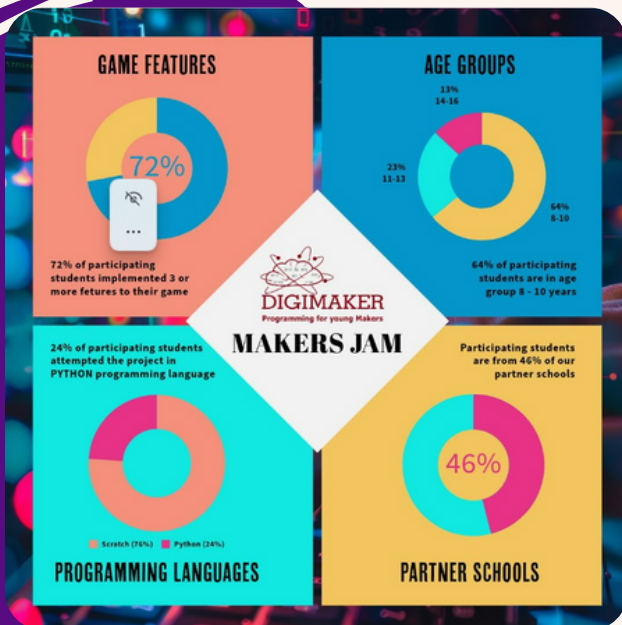 GAME FEATURES
72%
72% of participating
students implemented 3 or
more fetures to their game
AGE GROUPS
13%
14-16
23%
11-13
64%
8-10
64% of participating
students are in age
group 8 - 10 years
DIGIMAKER
Programming for young Makers
MAKERS JAM
24% of participating students
attempted the project in
PYTHON programming language
Scratch (76%) Python (24%)
PROGRAMMING LANGUAGES
Participating students
are from 46% of our
partner schools
46%
PARTNER SCHOOLS